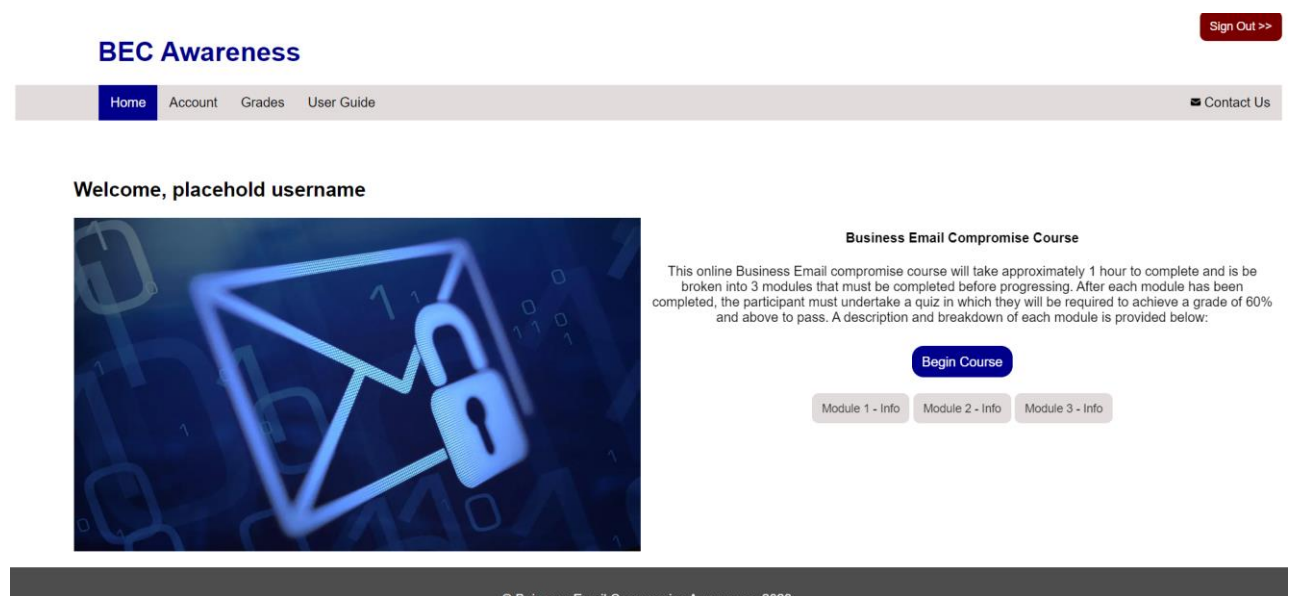 Sign Out >>
BEC Awareness
Home Account Grades User Guide Contact Us
Welcome, placehold username
Business Email Compromise Course
This online Business Email compromise course will take approximately 1 hour to complete and is be
broken into 3 modules that must be completed before progressing. After each module has been
completed, the participant must undertake a quiz in which they will be required to achieve a grade of 60%
and above to pass. A description and breakdown of each module is provided below:
Begin Course
Module 1 - Info Module 2 - Info Module 3 - Info